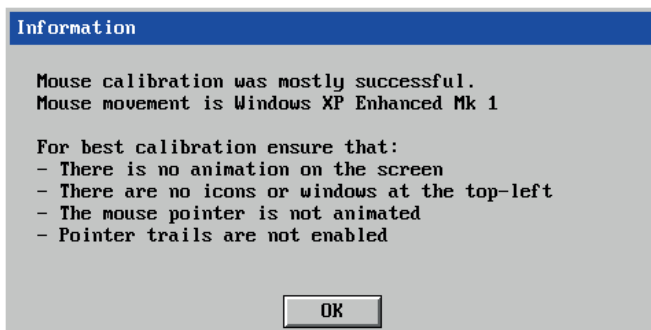 Information
Mouse calibration was mostly successful.
Mouse movement is Windows XP Enhanced Mk 1
For best calibration ensure that:
- There is no animation on the screen
- There are no icons or windows at the top-left
- The mouse pointer is not animated
- Pointer trails are not enabled
OK